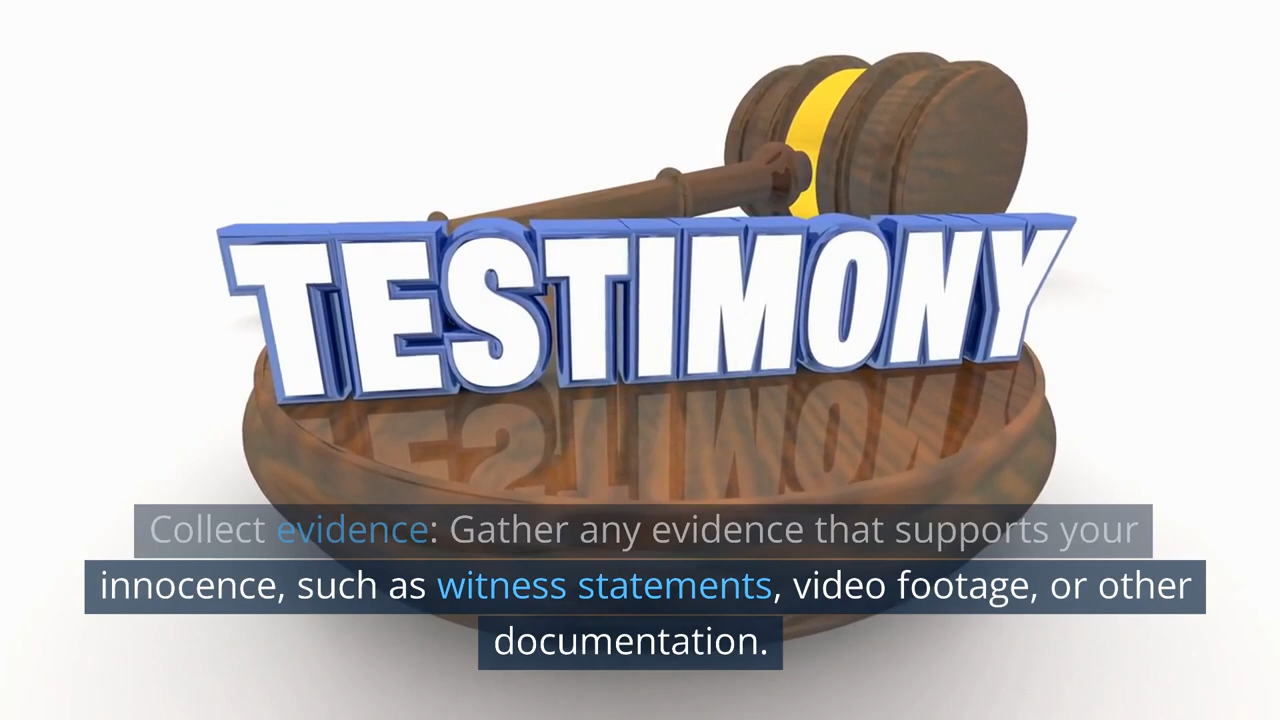 TESTIMONY
Collect evidence: Gather any evidence that supports your
innocence, such as witness statements, video footage, or other
documentation.